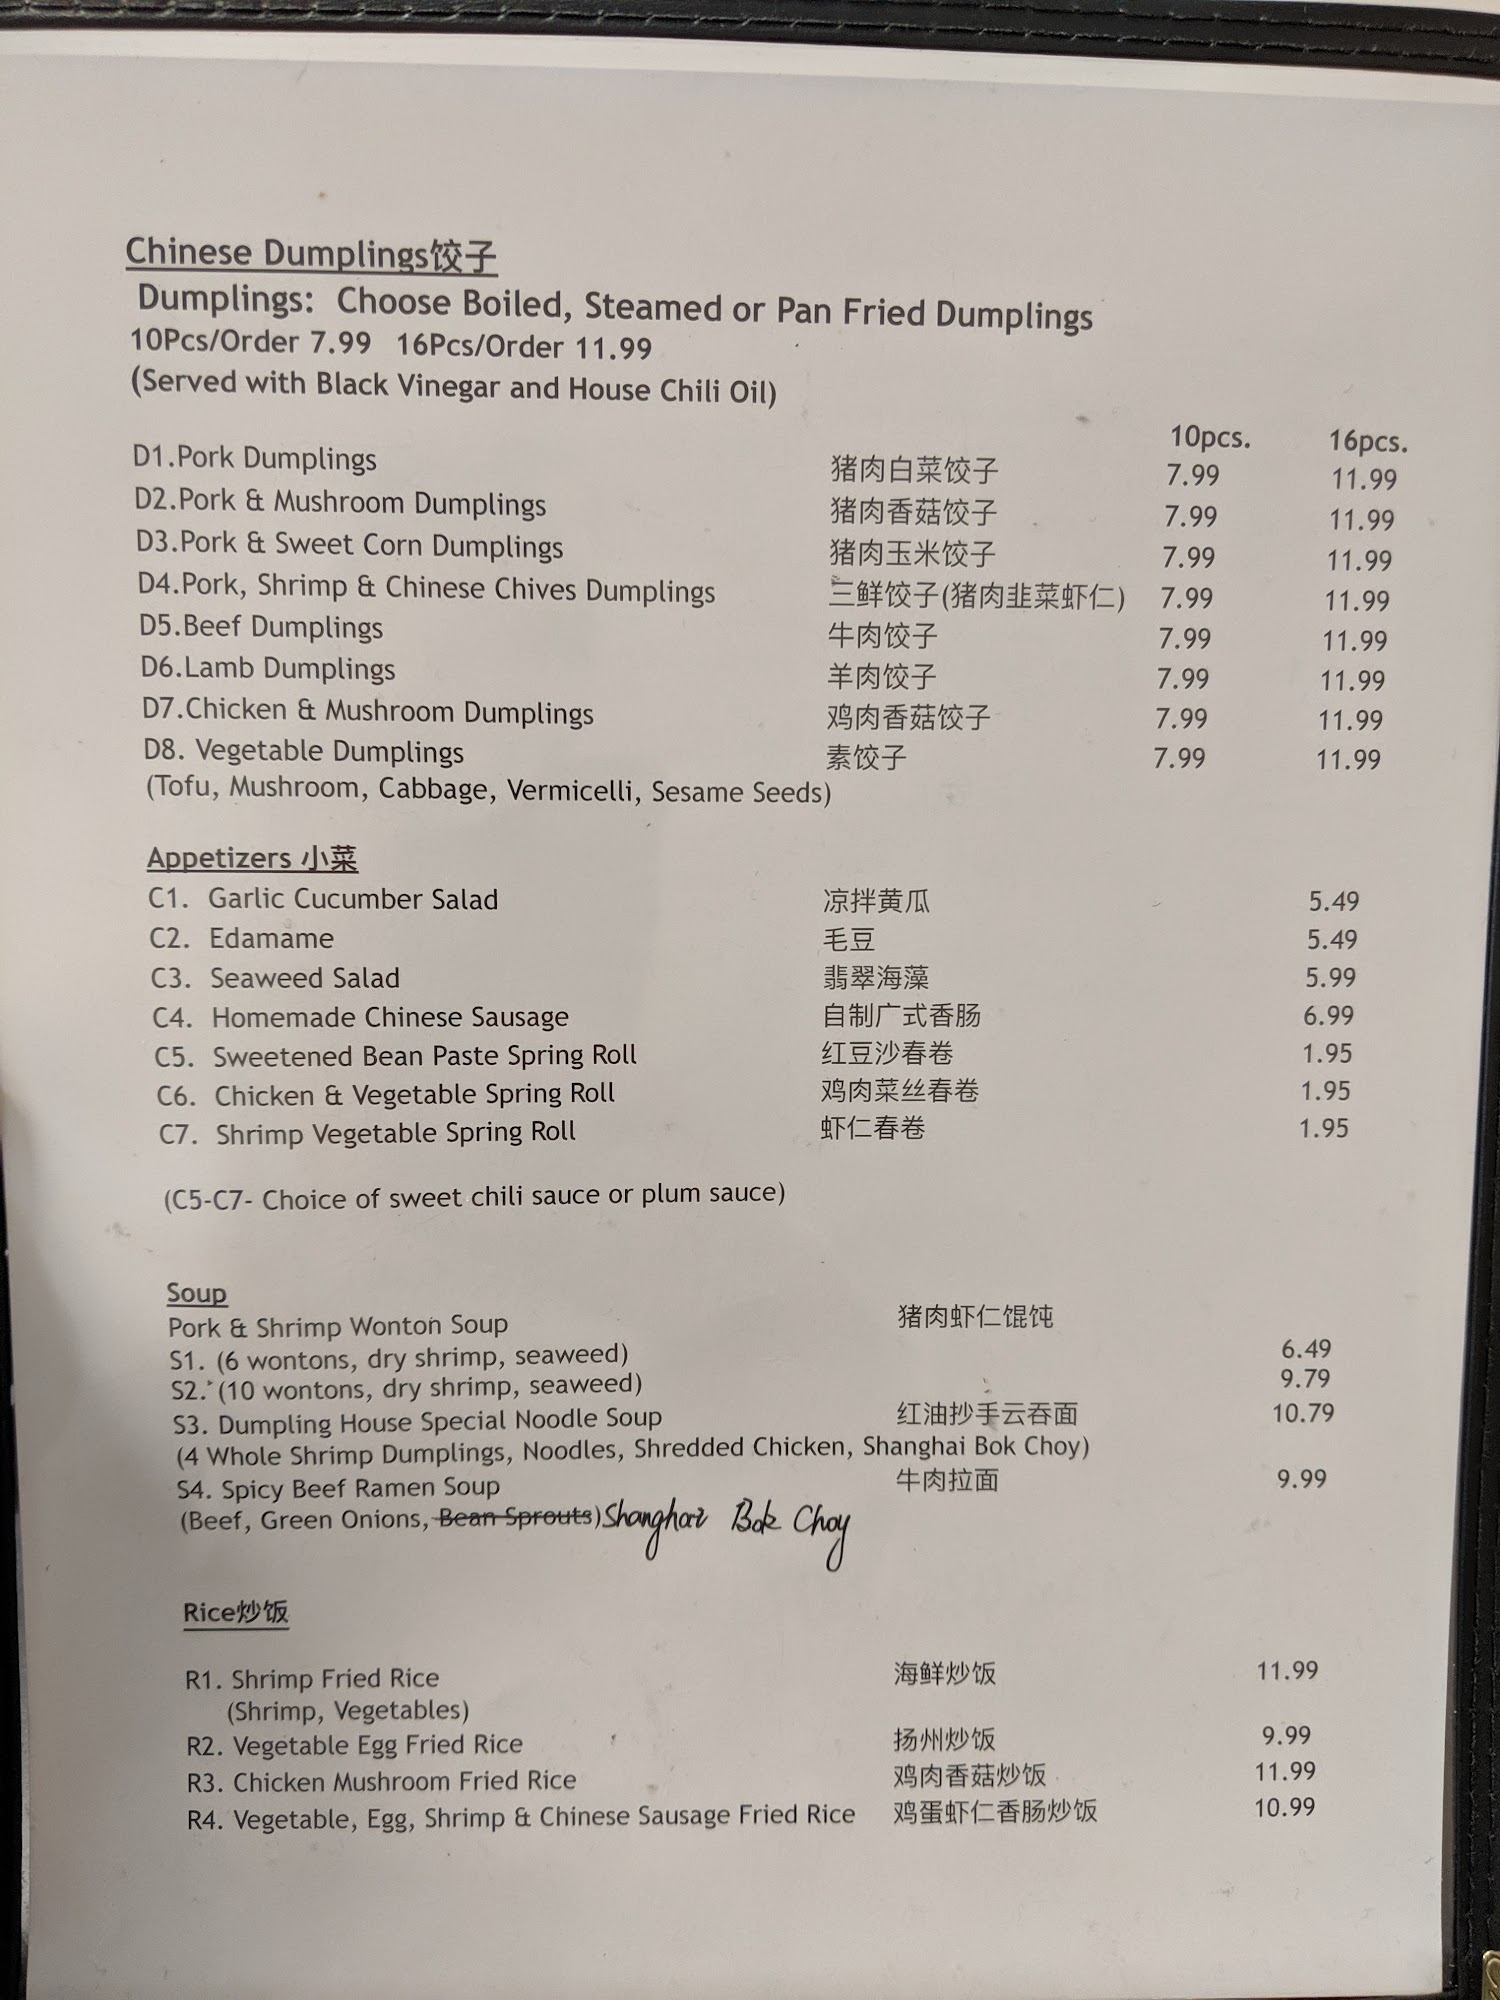 Chinese Dumplings饺子
Dumplings: Choose Boiled, Steamed or Pan Fried Dumplings
10Pcs/Order 7.99 16Pcs/Order 11.99
(Served with Black Vinegar and House Chili Oil)
10pcs. 16pcs.
D1.Pork Dumplings 猪肉白菜饺子 7.99 11.99
D2.Pork & Mushroom Dumplings 猪肉香菇饺子 7.99 11.99
D3.Pork & Sweet Corn Dumplings 猪肉玉米饺子 7.99 11.99
D4.Pork, Shrimp & Chinese Chives Dumplings 三鲜饺子(猪肉韭菜虾仁) 7.99 11.99
D5.Beef Dumplings 牛肉饺子 7.99 11.99
D6.Lamb Dumplings 羊肉饺子 7.99 11.99
D7.Chicken & Mushroom Dumplings 鸡肉香菇饺子 7.99 11.99
D8. Vegetable Dumplings 素饺子 7.99 11.99
(Tofu, Mushroom, Cabbage, Vermicelli, Sesame Seeds)
Appetizers 小菜
C1. Garlic Cucumber Salad 凉拌黄瓜 5.49
C2. Edamame 毛豆 5.49
C3. Seaweed Salad 翡翠海藻 5.99
C4. Homemade Chinese Sausage 自制广式香肠 6.99
C5. Sweetened Bean Paste Spring Roll 红豆沙春卷 1.95
C6. Chicken & Vegetable Spring Roll 鸡肉菜丝春卷 1.95
C7. Shrimp Vegetable Spring Roll 虾仁春卷 1.95
(C5-C7- Choice of sweet chili sauce or plum sauce)
Soup
Pork & Shrimp Wonton Soup 猪肉虾仁馄饨
S1. (6 wontons, dry shrimp, seaweed) 6.49
S2. (10 wontons, dry shrimp, seaweed) 9.79
S3. Dumpling House Special Noodle Soup 红油抄手云吞面 10.79
(4 Whole Shrimp Dumplings, Noodles, Shredded Chicken, Shanghai Bok Choy)
S4. Spicy Beef Ramen Soup 牛肉拉面 9.99
(Beef, Green Onions, Bean Sprouts) Shanghai Bok Choy
Rice炒饭
R1. Shrimp Fried Rice 海鲜炒饭 11.99
(Shrimp, Vegetables)
R2. Vegetable Egg Fried Rice 扬州炒饭 9.99
R3. Chicken Mushroom Fried Rice 鸡肉香菇炒饭 11.99
R4. Vegetable, Egg, Shrimp & Chinese Sausage Fried Rice 鸡蛋虾仁香肠炒饭 10.99